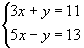 3x + y = 11
5x − y = 13